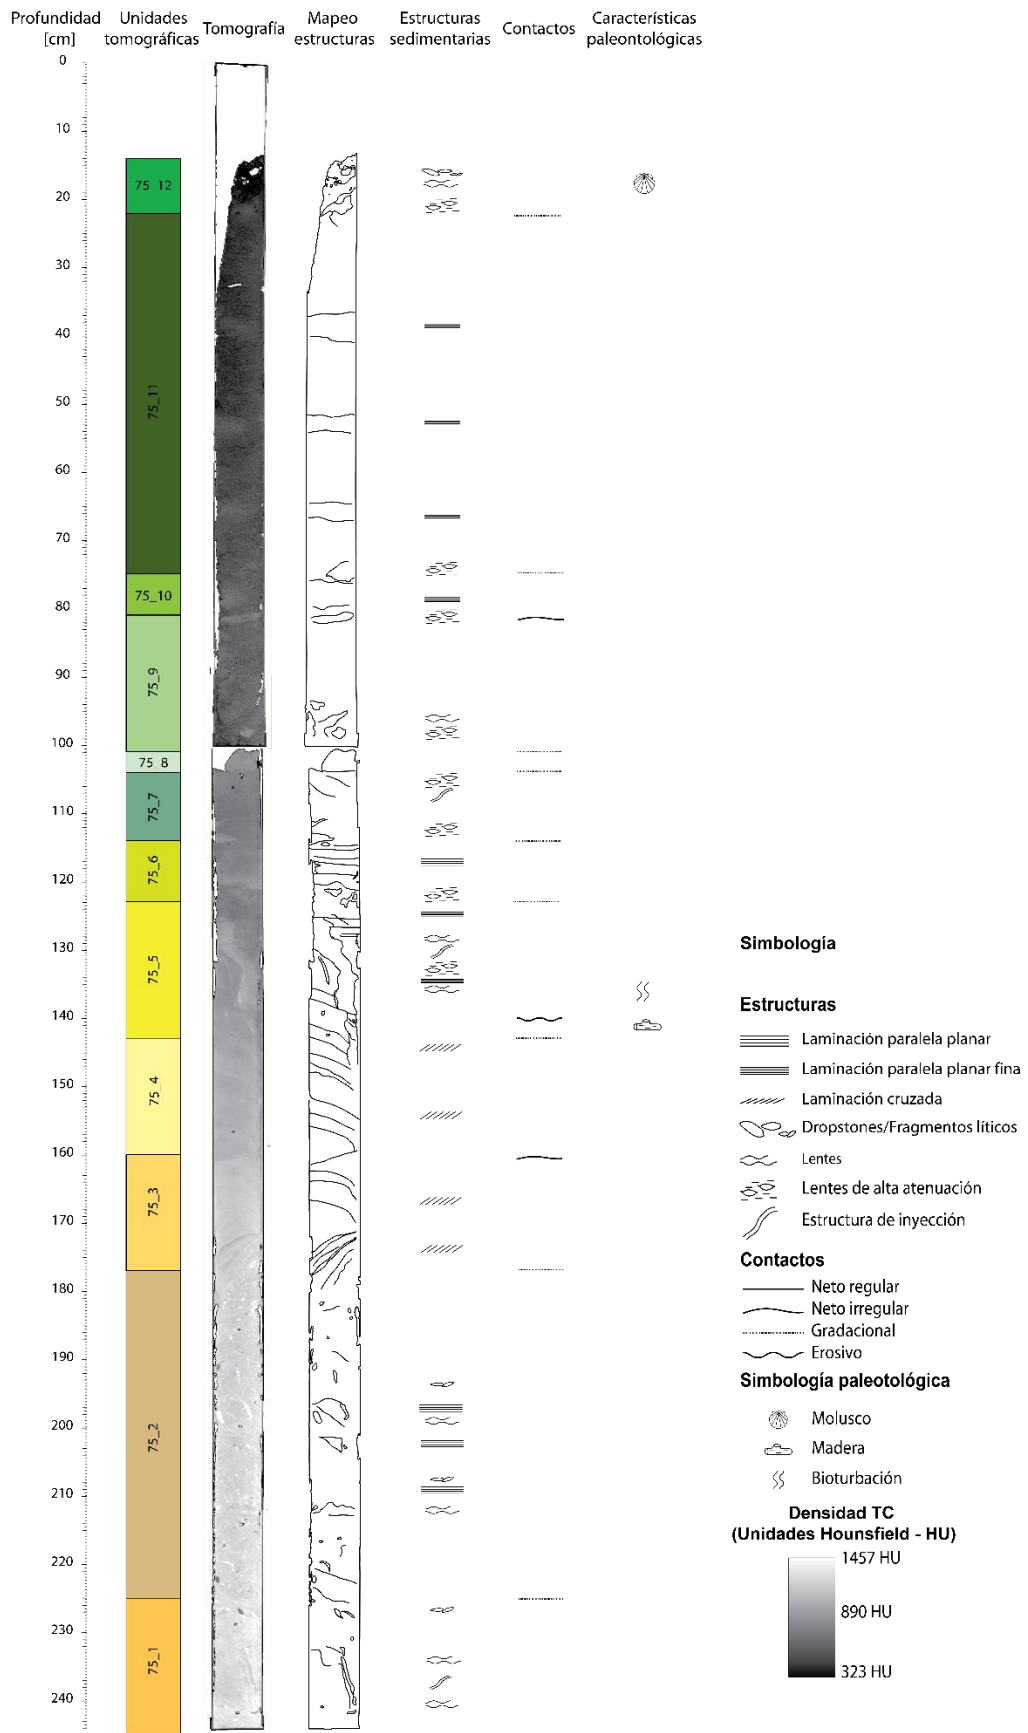 Profundidad
[cm]
Unidades
tomográficas
Tomografía
Mapeo
estructuras
Estructuras
sedimentarias
Contactos
Características
paleontológicas
0
10
20
30
40
50
60
70
80
90
100
110
120
130
140
150
160
170
180
190
200
210
220
230
240
75_12
75_11
75_10
75_9
75_8
75_7
75_6
75_5
75_4
75_3
75_2
75_1
Simbología
Estructuras
Laminación paralela planar
Laminación paralela planar fina
Laminación cruzada
Dropstones/Fragmentos líticos
Lentes
Lentes de alta atenuación
Estructura de inyección
Contactos
Neto regular
Neto irregular
Gradacional
Erosivo
Simbología paleotológica
Molusco
Madera
Bioturbación
Densidad TC
(Unidades Hounsfield - HU)
1457 HU
890 HU
323 HU